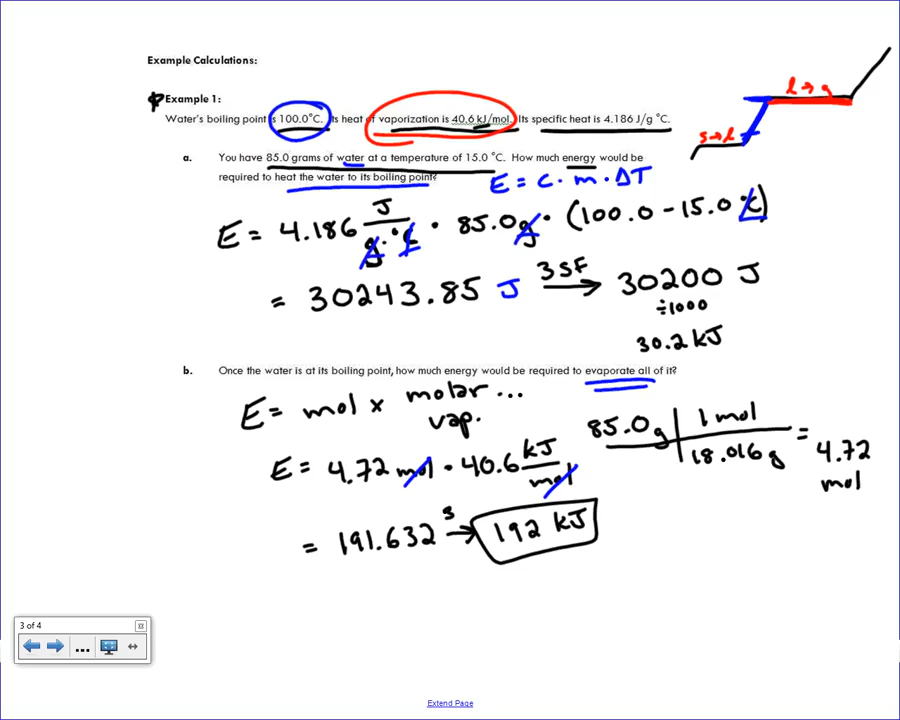 Example Calculations:
l → g
Example 1:
Water's boiling point is 100.0°C. Its heat of vaporization is 40.6 kJ/mol. Its specific heat is 4.186 J/g °C.
s→l
a. You have 85.0 grams of water at a temperature of 15.0 °C. How much energy would be
required to heat the water to its boiling point?
E = c · m · ΔT
E = 4.186 J/g·°C · 85.0g · (100.0 - 15.0 °C)
= 30243.85 J 3SF → 30200 J
÷1000
30.2 kJ
b. Once the water is at its boiling point, how much energy would be required to evaporate all of it?
E = mol x molar ...
vap.
85.0g | 1 mol
18.016 g
= 4.72
mol
E = 4.72 mol · 40.6 kJ/mol
= 191.632 3→ 192 kJ
3 of 4
...
Extend Page